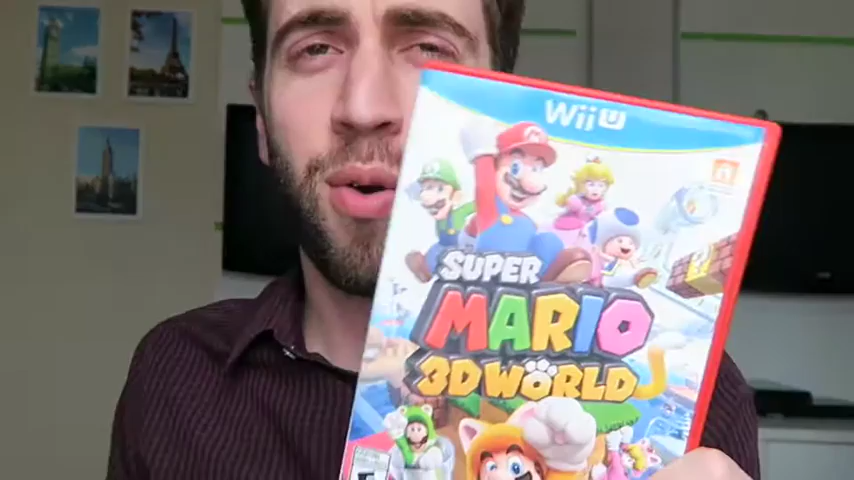 Wii U
SUPER
MARIO
3D WORLD
E